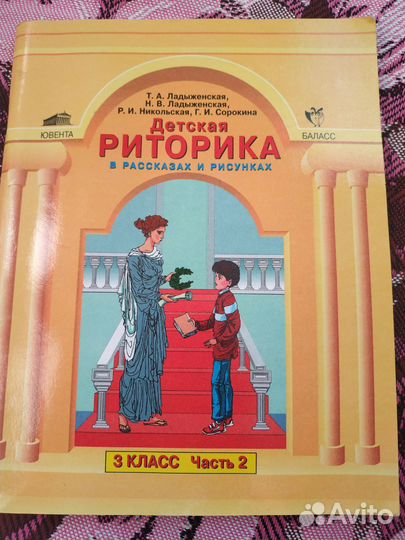 Т. А. Ладыженская,
Н. В. Ладыженская,
Р. И. Никольская, Г. И. Сорокина
ЮВЕНТА
БАЛАСС
Детская
РИТОРИКА
В РАССКАЗАХ И РИСУНКАХ
3 КЛАСС Часть 2
Avito